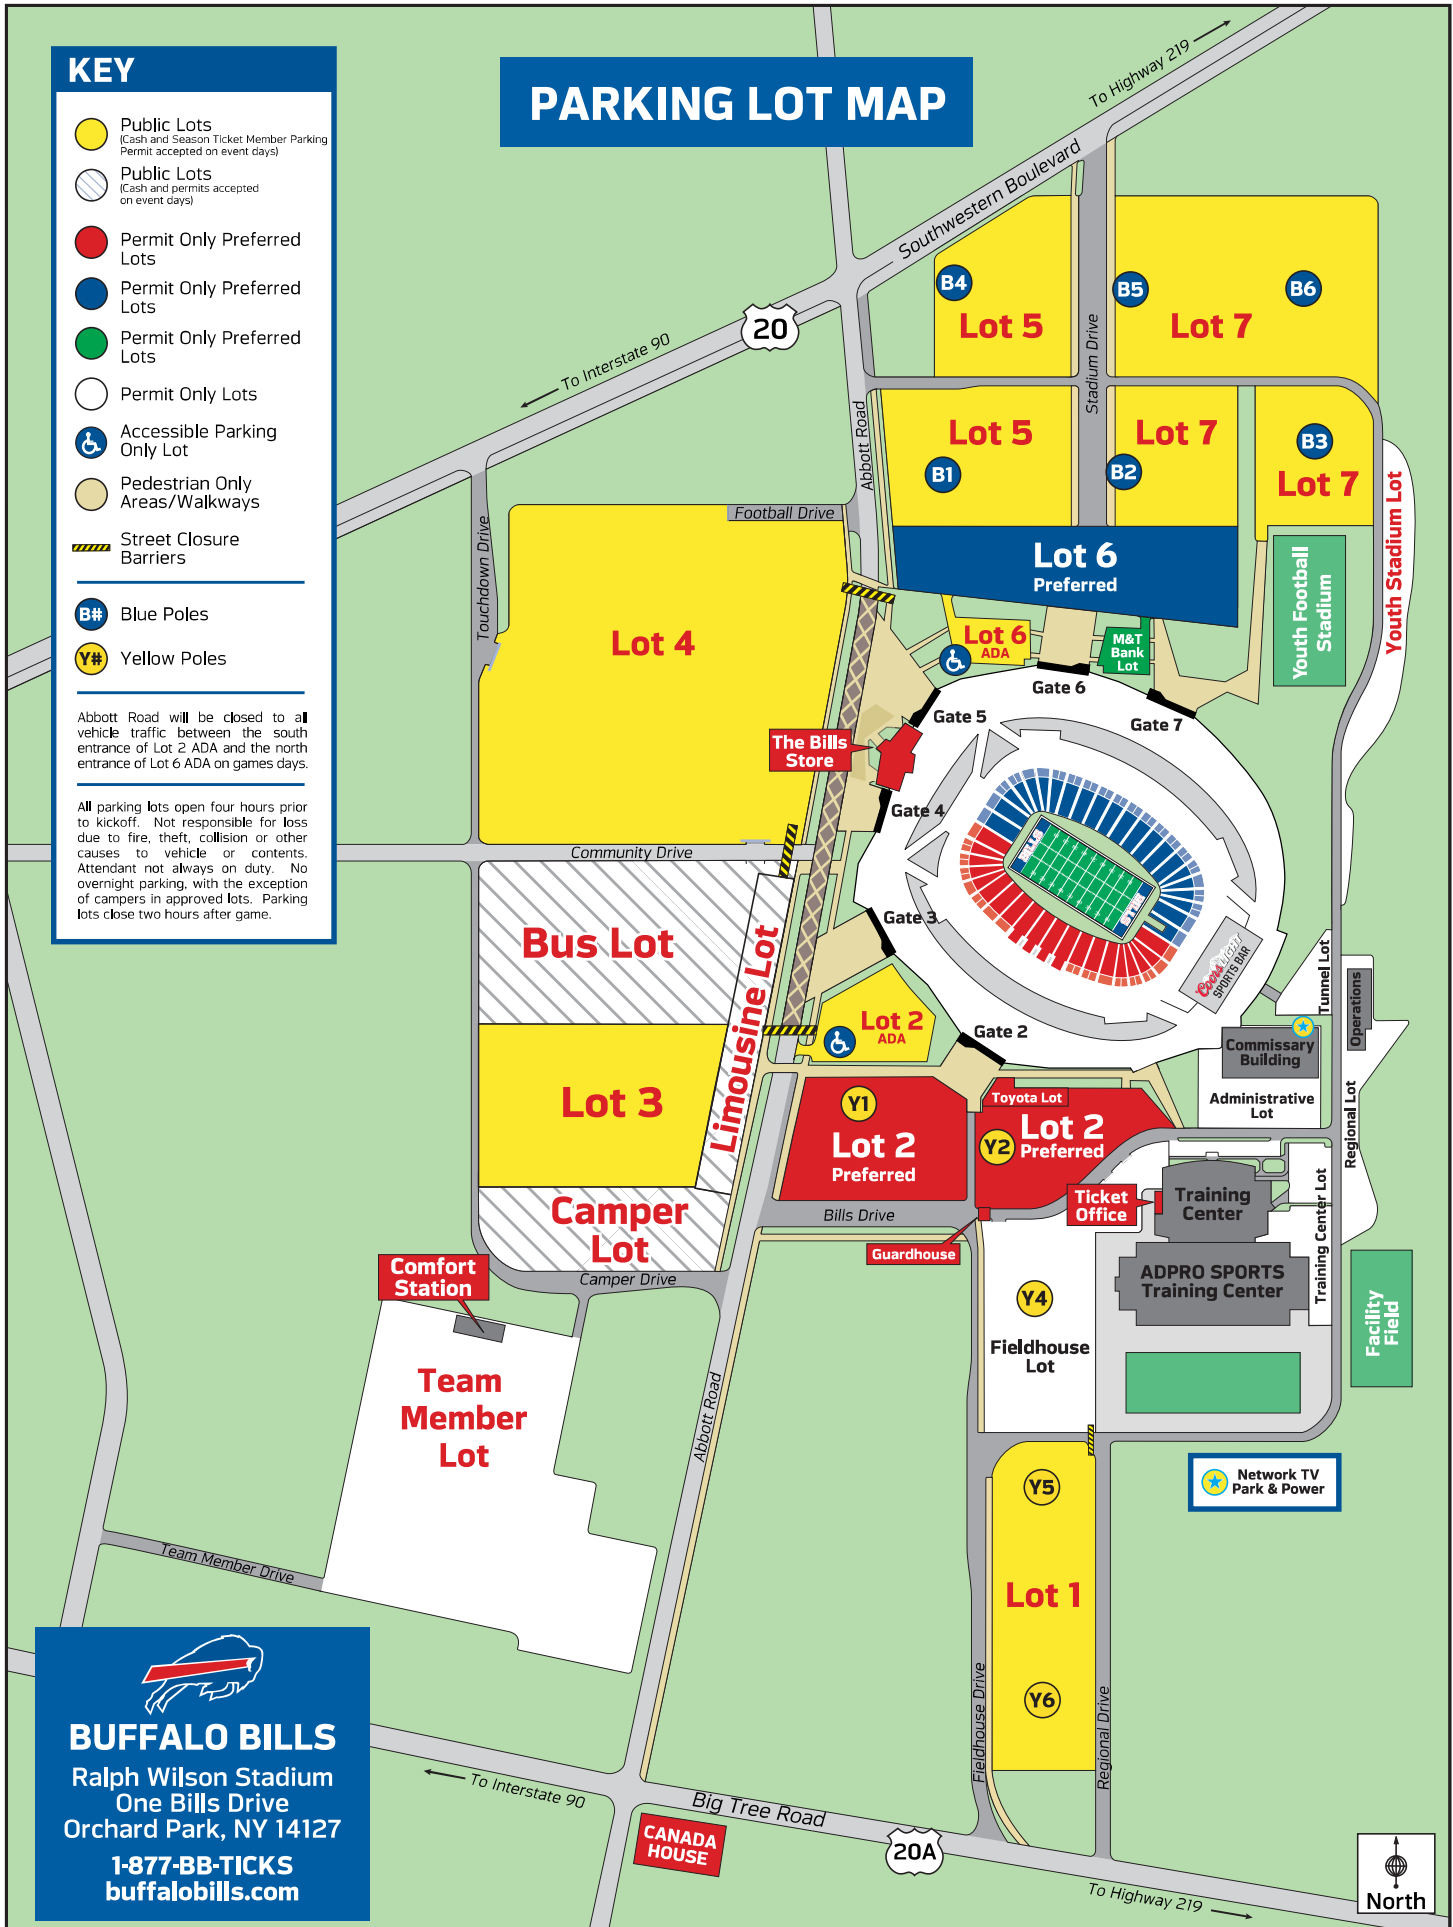 KEY
Public Lots
(Cash and Season Ticket Member Parking
Permit accepted on event days)
Public Lots
(Cash and permits accepted
on event days)
Permit Only Preferred
Lots
Permit Only Preferred
Lots
Permit Only Preferred
Lots
Permit Only Lots
Accessible Parking
Only Lot
Pedestrian Only
Areas/Walkways
Street Closure
Barriers
B# Blue Poles
Y# Yellow Poles
Abbott Road will be closed to all
vehicle traffic between the south
entrance of Lot 2 ADA and the north
entrance of Lot 6 ADA on games days.
All parking lots open four hours prior
to kickoff. Not responsible for loss
due to fire, theft, collision or other
causes to vehicle or contents.
Attendant not always on duty. No
overnight parking, with the exception
of campers in approved lots. Parking
lots close two hours after game.
PARKING LOT MAP
To Highway 219
Southwestern Boulevard
20
To Interstate 90
B4
Lot 5
B5
B6
Lot 7
Stadium Drive
Abbott Road
Lot 5
B1
Lot 7
B2
B3
Lot 7
Youth Stadium Lot
Football Drive
Touchdown Drive
Lot 4
Lot 6
Preferred
Youth Football
Stadium
Lot 6
ADA
M&T
Bank
Lot
Gate 6
Gate 5
Gate 7
The Bills
Store
Gate 4
BILLS
BILLS
Community Drive
Gate 3
Bus Lot
Limousine Lot
Coors LIGHT
SPORTS BAR
Tunnel Lot
Operations
Lot 2
ADA
Gate 2
Commissary
Building
Administrative
Lot
Regional Lot
Lot 3
Y1
Lot 2
Preferred
Toyota Lot
Y2
Lot 2
Preferred
Camper
Lot
Bills Drive
Guardhouse
Ticket
Office
Training
Center
Training Center Lot
ADPRO SPORTS
Training Center
Comfort
Station
Camper Drive
Y4
Fieldhouse
Lot
Facility
Field
Team
Member
Lot
Abbott Road
Network TV
Park & Power
Y5
Lot 1
Y6
Team Member Drive
Fieldhouse Drive
Regional Drive
BUFFALO BILLS
Ralph Wilson Stadium
One Bills Drive
Orchard Park, NY 14127
1-877-BB-TICKS
buffalobills.com
To Interstate 90
Big Tree Road
CANADA
HOUSE
20A
To Highway 219
North